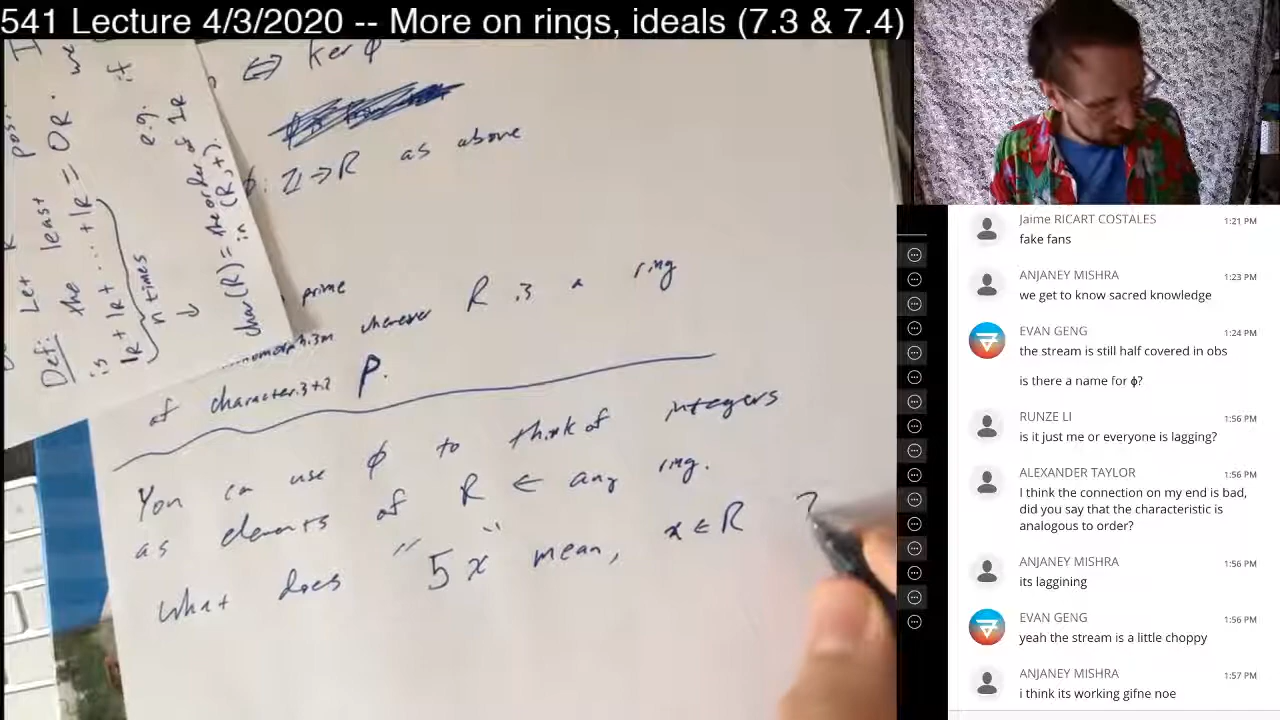 541 Lecture 4/3/2020 -- More on rings, ideals (7.3 & 7.4)
⇔ Ker φ
: ℤ → R as above
prime
whenever R is a ring
of characteristic p.
You can use φ to think of integers
as elements of R ← any ring.
What does "5x" mean, x ∈ R ?
Def: Let
the least
is 1R + 1R + ... + 1R = 0R.
n times
e.g.
char(R) = the order of 1R
in (R, +).
pos.
if
Jaime RICART COSTALES 1:21 PM
fake fans
ANJANEY MISHRA 1:23 PM
we get to know sacred knowledge
EVAN GENG 1:24 PM
the stream is still half covered in obs
is there a name for ϕ?
RUNZE LI 1:56 PM
is it just me or everyone is lagging?
ALEXANDER TAYLOR 1:56 PM
I think the connection on my end is bad,
did you say that the characteristic is
analogous to order?
ANJANEY MISHRA 1:56 PM
its laggining
EVAN GENG 1:56 PM
yeah the stream is a little choppy
ANJANEY MISHRA 1:57 PM
i think its working gifne noe